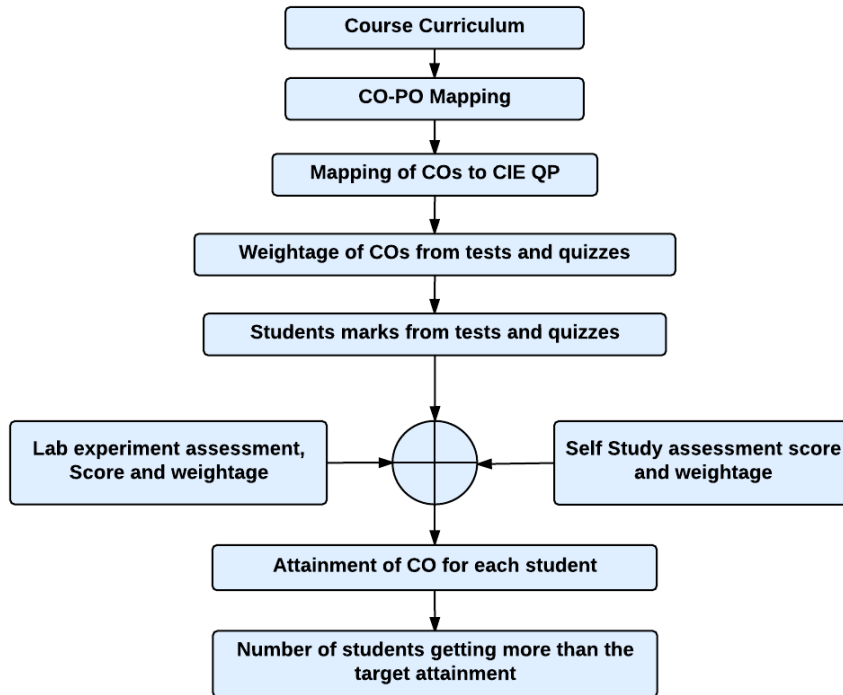 Course Curriculum
CO-PO Mapping
Mapping of COs to CIE QP
Weightage of COs from tests and quizzes
Students marks from tests and quizzes
Lab experiment assessment,
Score and weightage
Self Study assessment score
and weightage
Attainment of CO for each student
Number of students getting more than the
target attainment